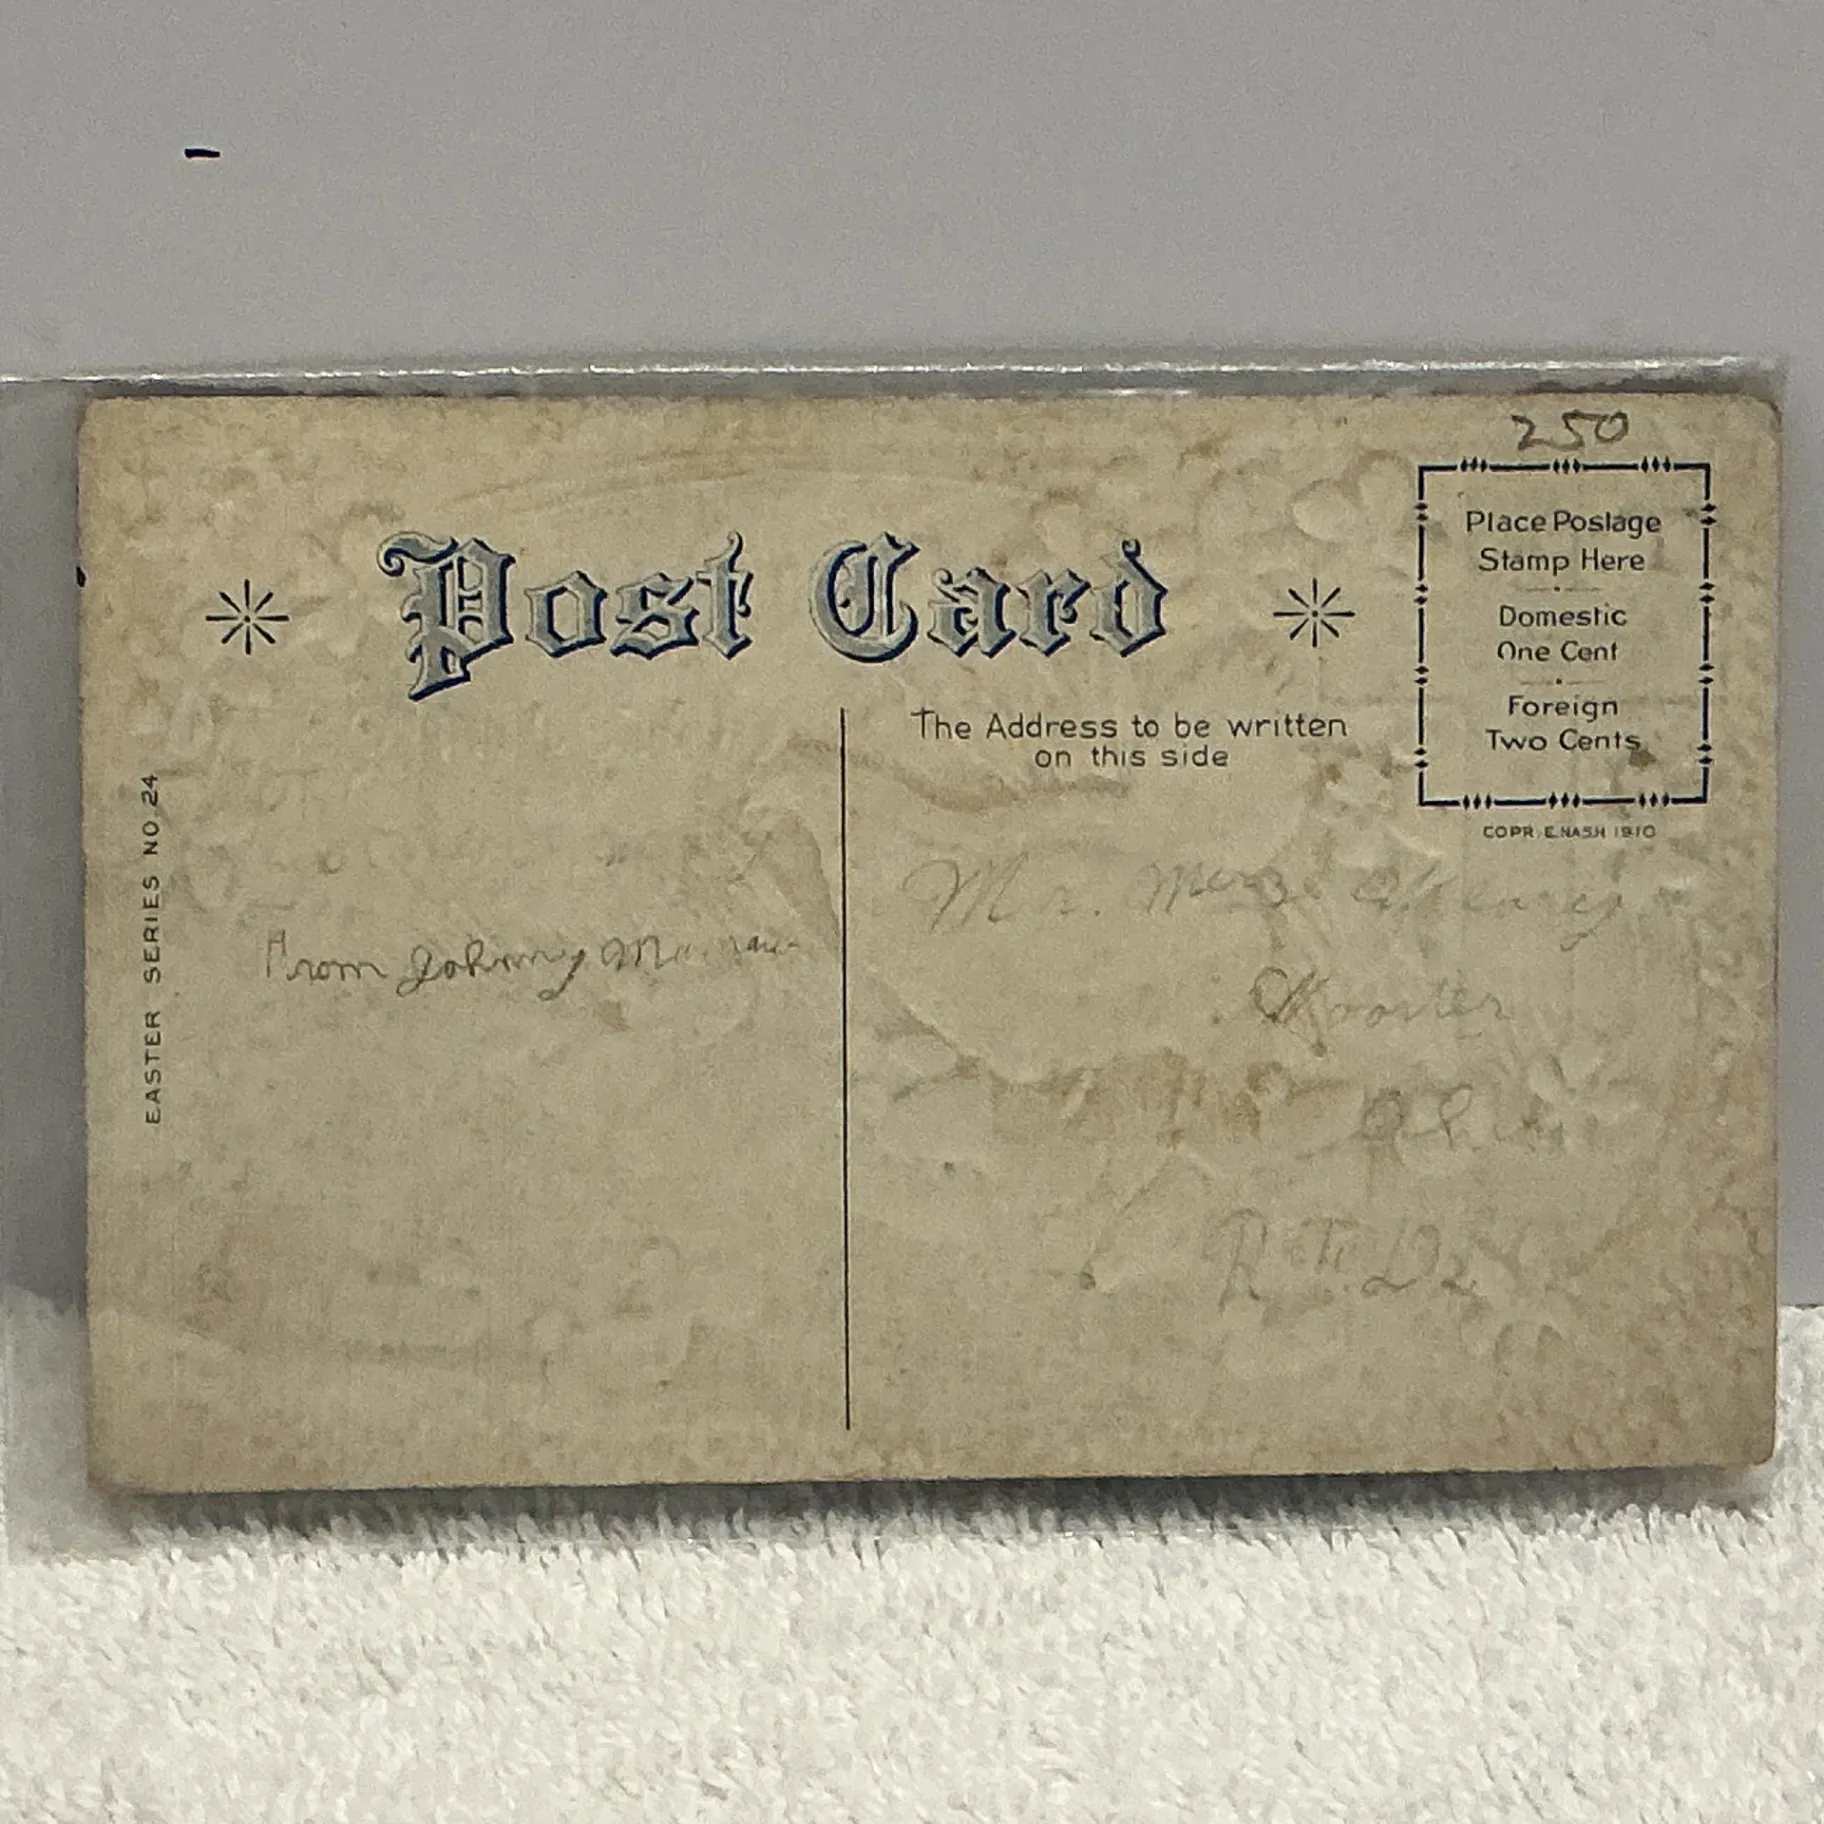 250
Post Card
Place Postage
Stamp Here
Domestic
One Cent
Foreign
Two Cents
COPR. E. NASH 1910
The Address to be written
on this side
EASTER SERIES NO. 24
From Johnny
Mr.
Wooster
Ohio